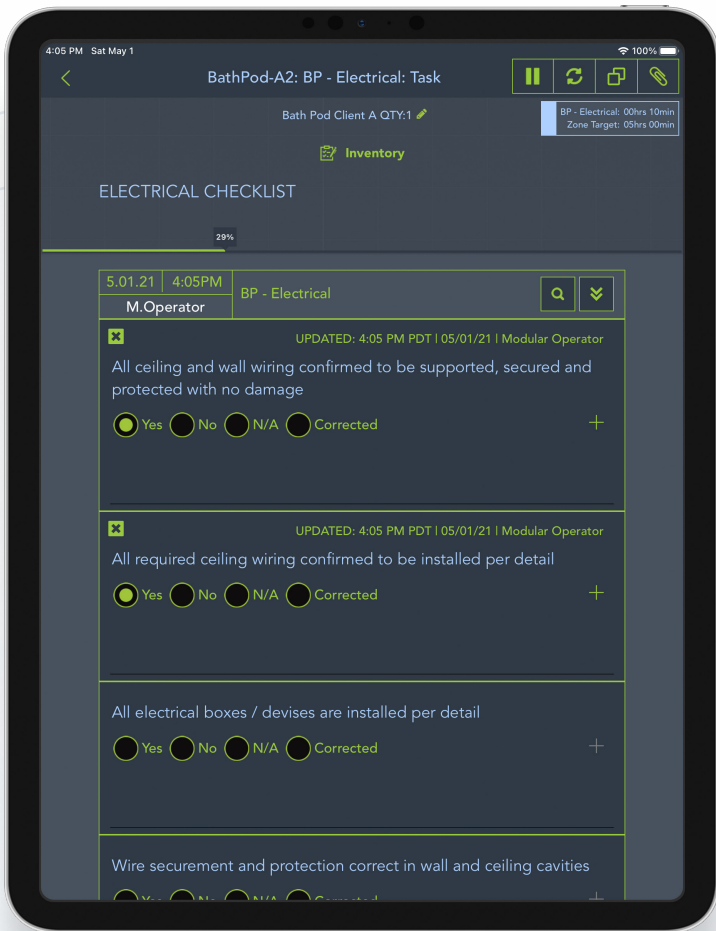 4:05 PM Sat May 1
100%
BathPod-A2: BP - Electrical: Task
Bath Pod Client A QTY:1
BP - Electrical: 00hrs 10min
Zone Target: 05hrs 00min
Inventory
ELECTRICAL CHECKLIST
29%
5.01.21 4:05PM
M.Operator
BP - Electrical
UPDATED: 4:05 PM PDT | 05/01/21 | Modular Operator
All ceiling and wall wiring confirmed to be supported, secured and
protected with no damage
Yes No N/A Corrected
UPDATED: 4:05 PM PDT | 05/01/21 | Modular Operator
All required ceiling wiring confirmed to be installed per detail
Yes No N/A Corrected
All electrical boxes / devises are installed per detail
Yes No N/A Corrected
Wire securement and protection correct in wall and ceiling cavities
Yes No N/A Corrected